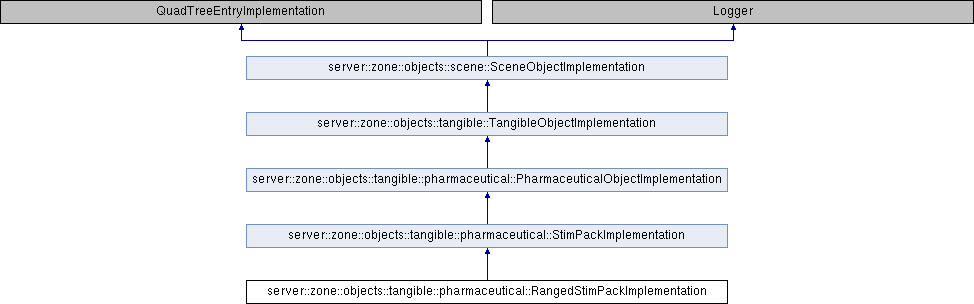 QuadTreeEntryImplementation
Logger
server::zone::objects::scene::SceneObjectImplementation
server::zone::objects::tangible::TangibleObjectImplementation
server::zone::objects::tangible::pharmaceutical::PharmaceuticalObjectImplementation
server::zone::objects::tangible::pharmaceutical::StimPackImplementation
server::zone::objects::tangible::pharmaceutical::RangedStimPackImplementation